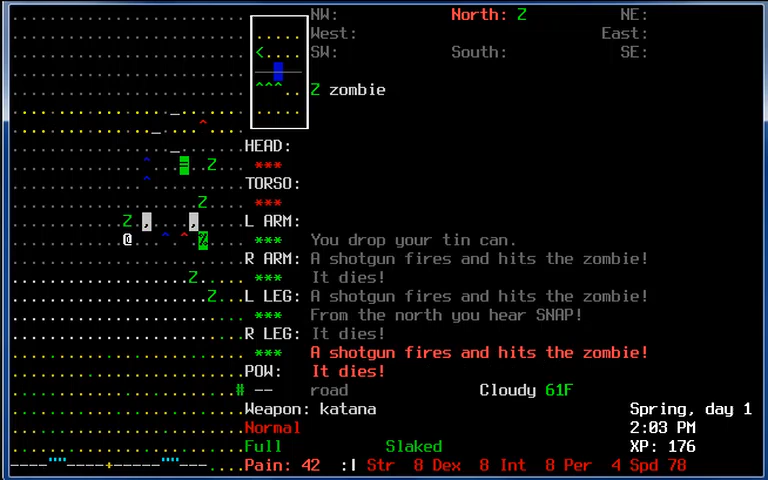 NW: North: Z NE:
West: East:
SW: South: SE:
Z zombie
HEAD:
***
TORSO:
***
L ARM:
*** You drop your tin can.
R ARM: A shotgun fires and hits the zombie!
*** It dies!
L LEG: A shotgun fires and hits the zombie!
*** From the north you hear SNAP!
R LEG: It dies!
*** A shotgun fires and hits the zombie!
POW: It dies!
-- road Cloudy 61F
Weapon: katana Spring, day 1
Normal 2:03 PM
Full Slaked XP: 176
Pain: 42 :| Str 8 Dex 8 Int 8 Per 4 Spd 78